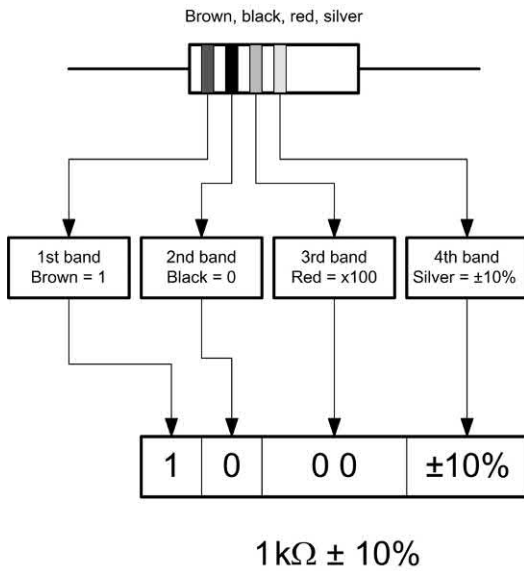 Brown, black, red, silver
1st band
Brown = 1
2nd band
Black = 0
3rd band
Red = x100
4th band
Silver = ±10%
1
0
0 0
±10%
1kΩ ± 10%